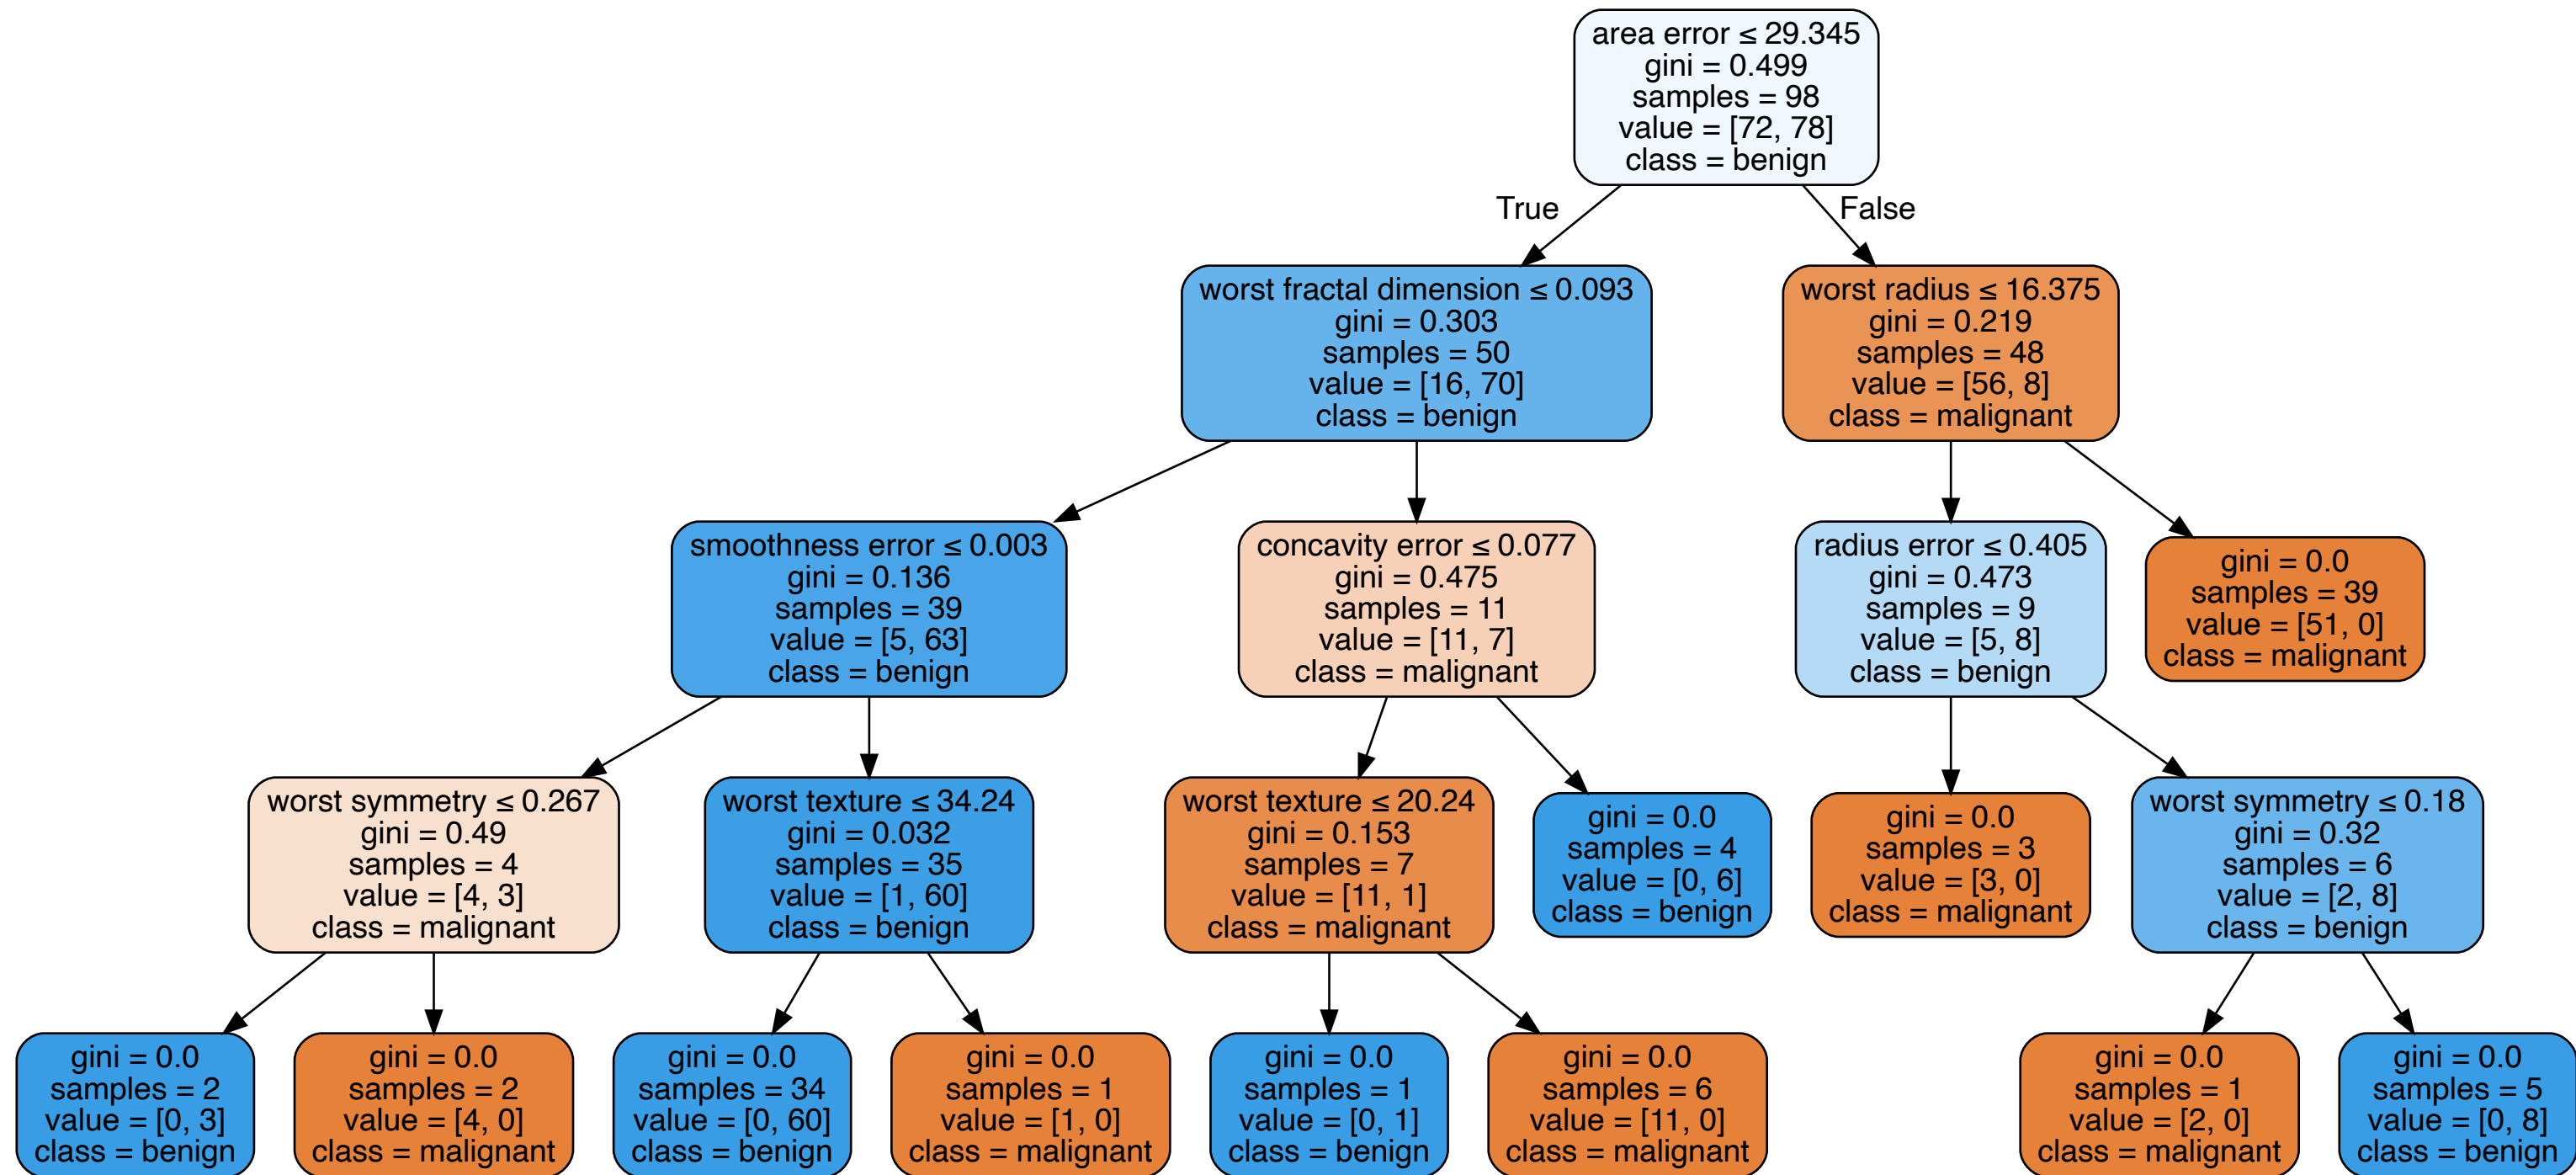 area error ≤ 29.345
gini = 0.499
samples = 98
value = [72, 78]
class = benign
True
False
worst fractal dimension ≤ 0.093
gini = 0.303
samples = 50
value = [16, 70]
class = benign
worst radius ≤ 16.375
gini = 0.219
samples = 48
value = [56, 8]
class = malignant
smoothness error ≤ 0.003
gini = 0.136
samples = 39
value = [5, 63]
class = benign
concavity error ≤ 0.077
gini = 0.475
samples = 11
value = [11, 7]
class = malignant
radius error ≤ 0.405
gini = 0.473
samples = 9
value = [5, 8]
class = benign
gini = 0.0
samples = 39
value = [51, 0]
class = malignant
worst symmetry ≤ 0.267
gini = 0.49
samples = 4
value = [4, 3]
class = malignant
worst texture ≤ 34.24
gini = 0.032
samples = 35
value = [1, 60]
class = benign
worst texture ≤ 20.24
gini = 0.153
samples = 7
value = [11, 1]
class = malignant
gini = 0.0
samples = 4
value = [0, 6]
class = benign
gini = 0.0
samples = 3
value = [3, 0]
class = malignant
worst symmetry ≤ 0.18
gini = 0.32
samples = 6
value = [2, 8]
class = benign
gini = 0.0
samples = 2
value = [0, 3]
class = benign
gini = 0.0
samples = 2
value = [4, 0]
class = malignant
gini = 0.0
samples = 34
value = [0, 60]
class = benign
gini = 0.0
samples = 1
value = [1, 0]
class = malignant
gini = 0.0
samples = 1
value = [0, 1]
class = benign
gini = 0.0
samples = 6
value = [11, 0]
class = malignant
gini = 0.0
samples = 1
value = [2, 0]
class = malignant
gini = 0.0
samples = 5
value = [0, 8]
class = benign